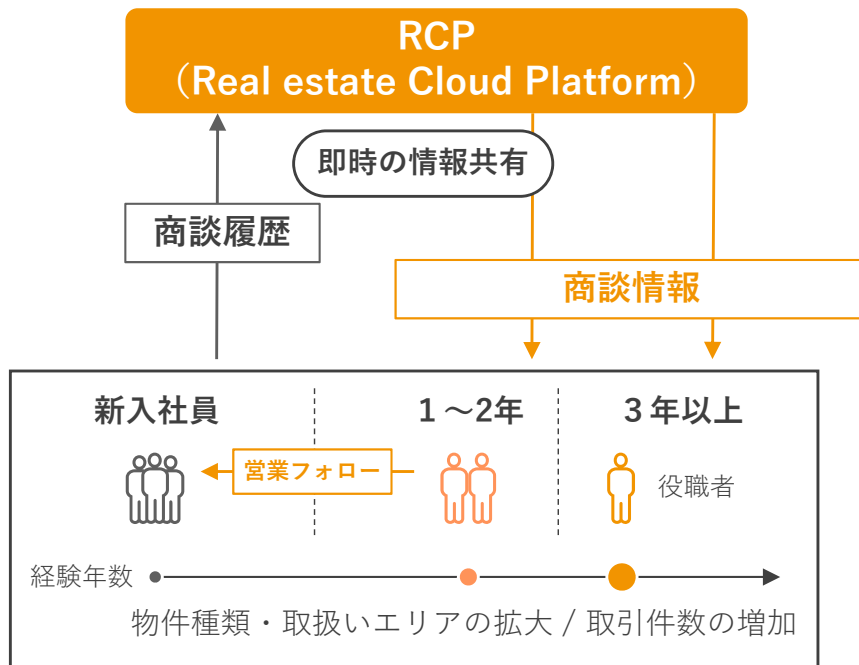 RCP
（Real estate Cloud Platform）
即時の情報共有
商談履歴
商談情報
新入社員
1～2年
3年以上
営業フォロー
役職者
経験年数
物件種類・取扱いエリアの拡大 / 取引件数の増加